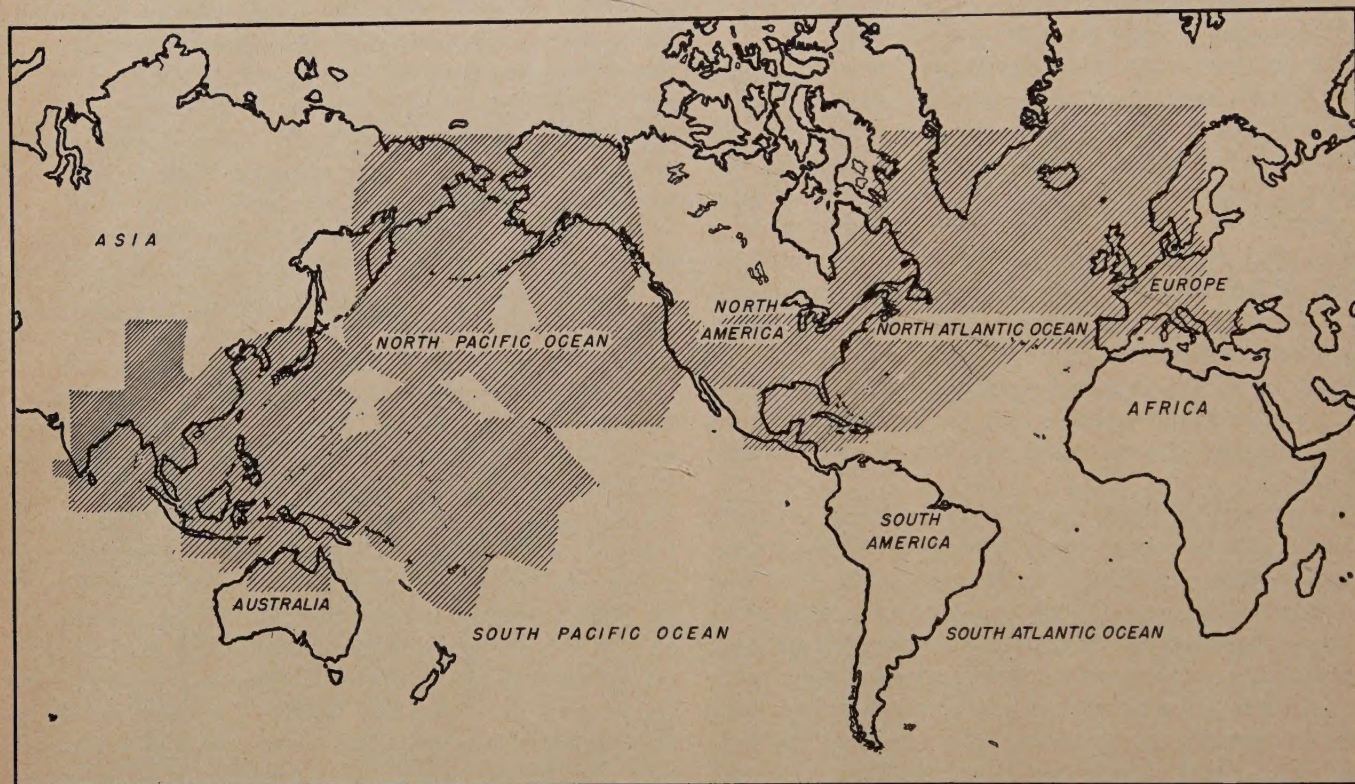 ASIA
NORTH PACIFIC OCEAN
NORTH
AMERICA
NORTH ATLANTIC OCEAN
EUROPE
AFRICA
SOUTH
AMERICA
AUSTRALIA
SOUTH PACIFIC OCEAN
SOUTH ATLANTIC OCEAN